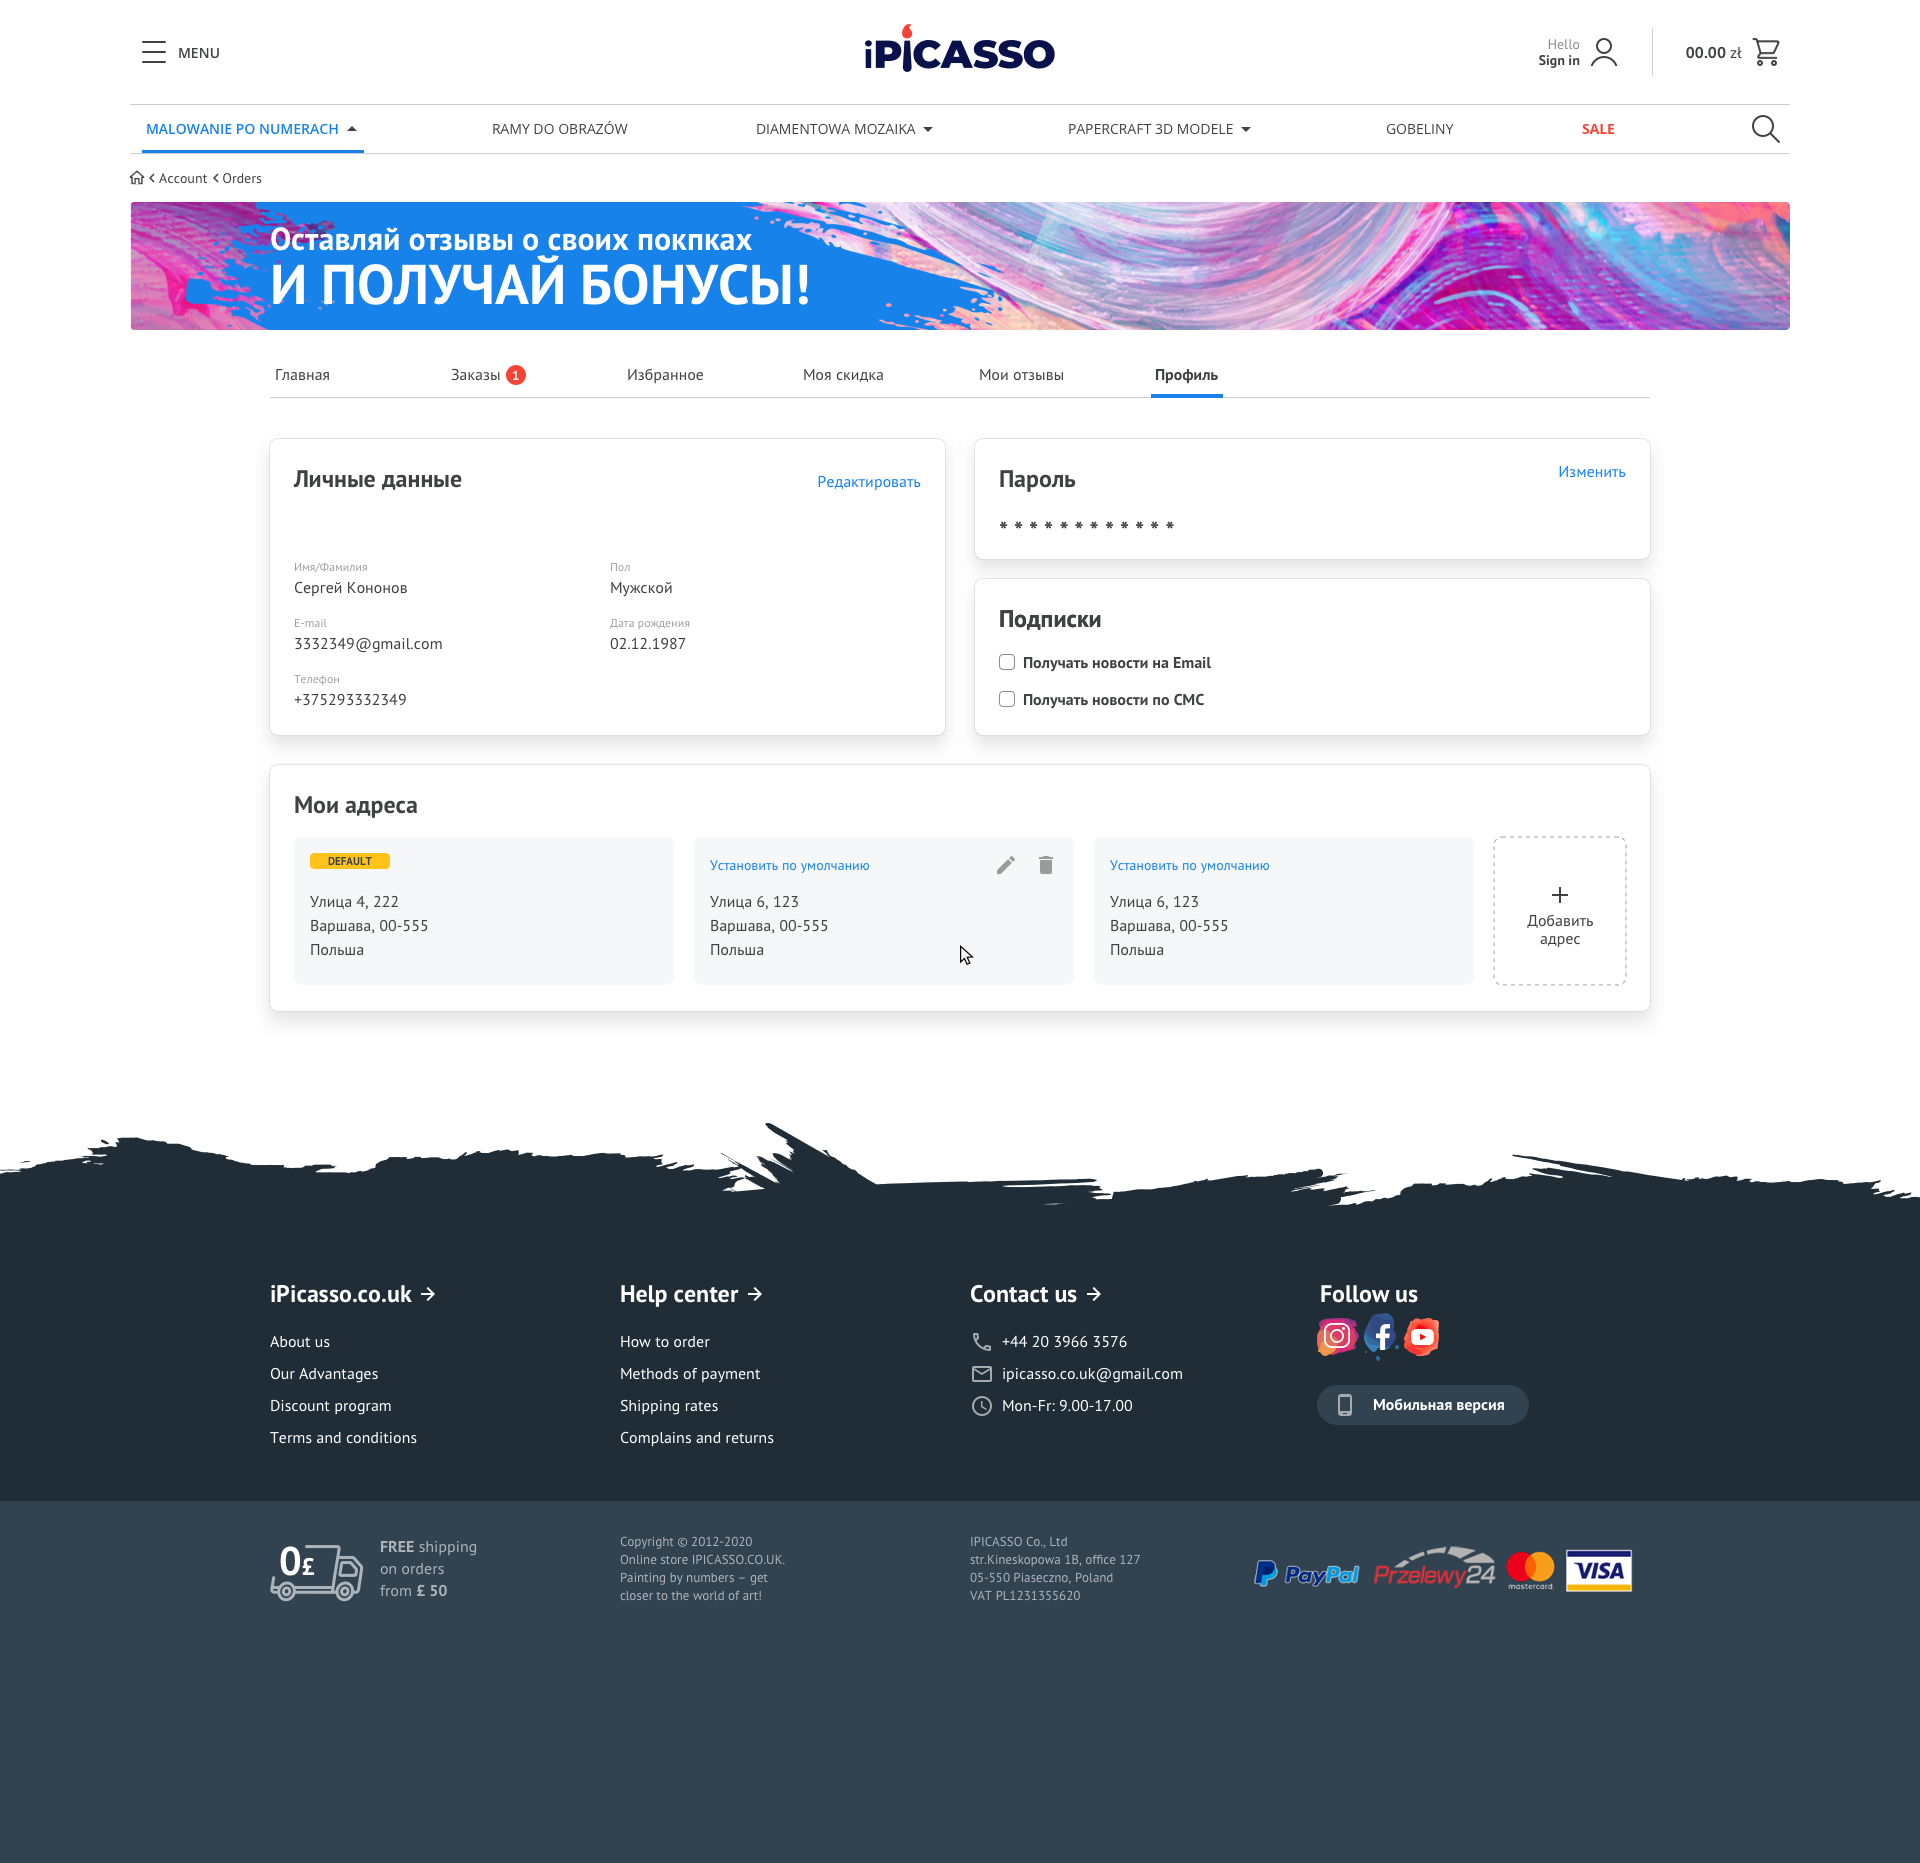 MENU
iPiCASSO
Hello
Sign in
00.00 zł
MALOWANIE PO NUMERACH
RAMY DO OBRAZÓW
DIAMENTOWA MOZAIKA
PAPERCRAFT 3D MODELE
GOBELINY
SALE
Account
Orders
Оставляй отзывы о своих покпках
И ПОЛУЧАЙ БОНУСЫ!
Главная
Заказы 1
Избранное
Моя скидка
Мои отзывы
Профиль
Личные данные
Редактировать
Имя/Фамилия
Сергей Кононов
Пол
Мужской
E-mail
3332349@gmail.com
Дата рождения
02.12.1987
Телефон
+375293332349
Пароль
Изменить
* * * * * * * * * * * *
Подписки
Получать новости на Email
Получать новости по СМС
Мои адреса
DEFAULT
Улица 4, 222
Варшава, 00-555
Польша
Установить по умолчанию
Улица 6, 123
Варшава, 00-555
Польша
Установить по умолчанию
Улица 6, 123
Варшава, 00-555
Польша
Добавить
адрес
iPicasso.co.uk
About us
Our Advantages
Discount program
Terms and conditions
Help center
How to order
Methods of payment
Shipping rates
Complains and returns
Contact us
+44 20 3966 3576
ipicasso.co.uk@gmail.com
Mon-Fr: 9.00-17.00
Follow us
Мобильная версия
0£
FREE shipping
on orders
from £ 50
Copyright © 2012-2020
Online store IPICASSO.CO.UK.
Painting by numbers – get
closer to the world of art!
IPICASSO Co., Ltd
str.Kineskopowa 1B, office 127
05-550 Piaseczno, Poland
VAT PL1231355620
PayPal
Przelewy24
mastercard
VISA